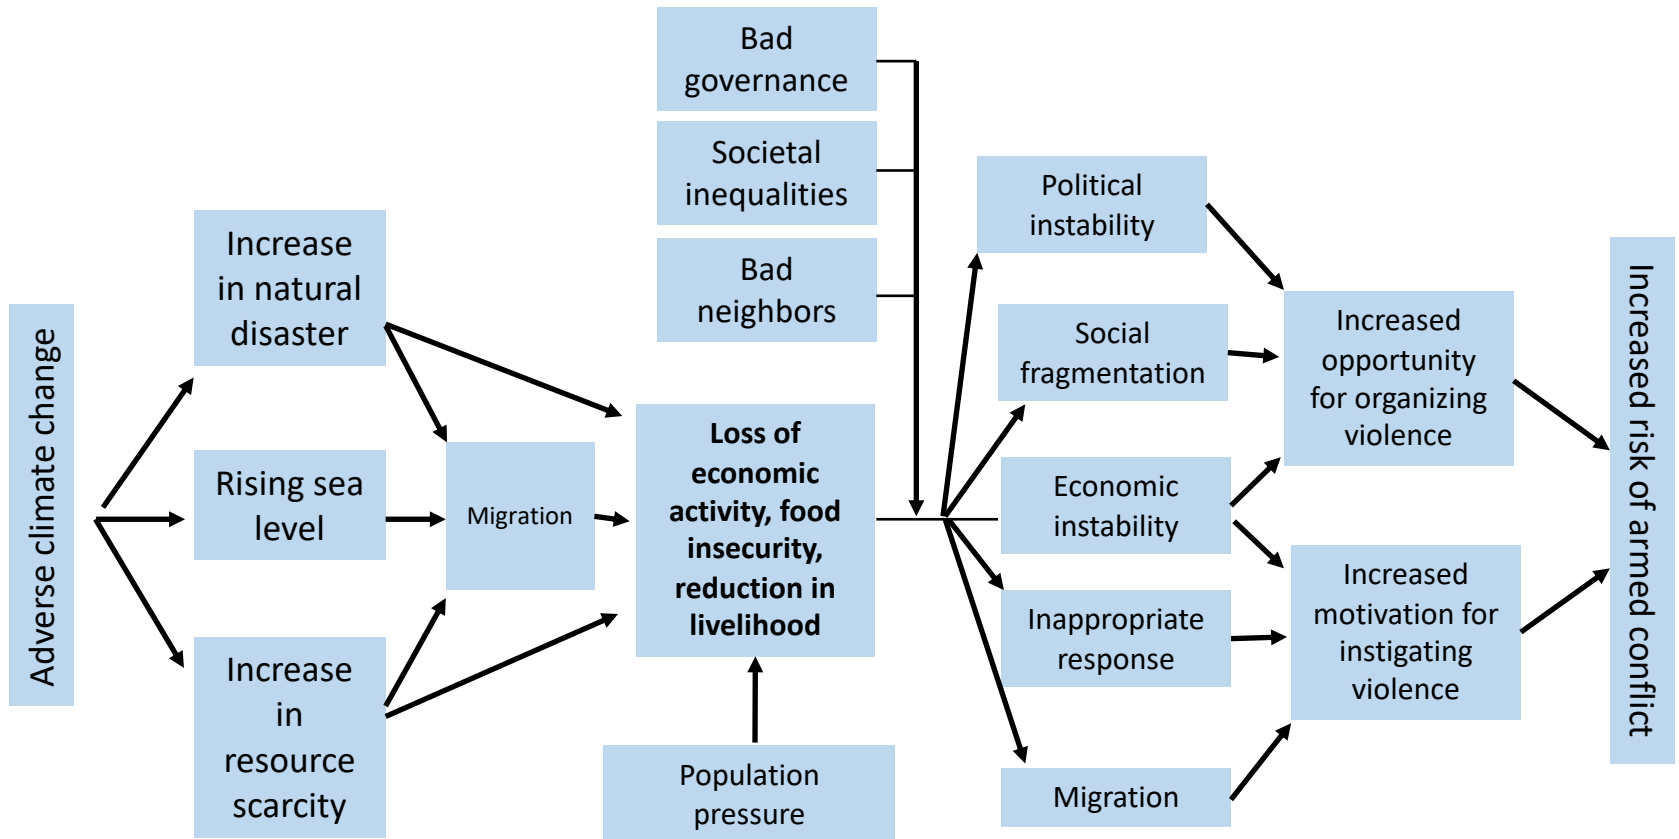 Adverse climate change
Increase
in natural
disaster
Rising sea
level
Increase
in
resource
scarcity
Migration
Bad
governance
Societal
inequalities
Bad
neighbors
Loss of
economic
activity, food
insecurity,
reduction in
livelihood
Population
pressure
Political
instability
Social
fragmentation
Economic
instability
Inappropriate
response
Migration
Increased
opportunity
for organizing
violence
Increased
motivation for
instigating
violence
Increased risk of armed conflict